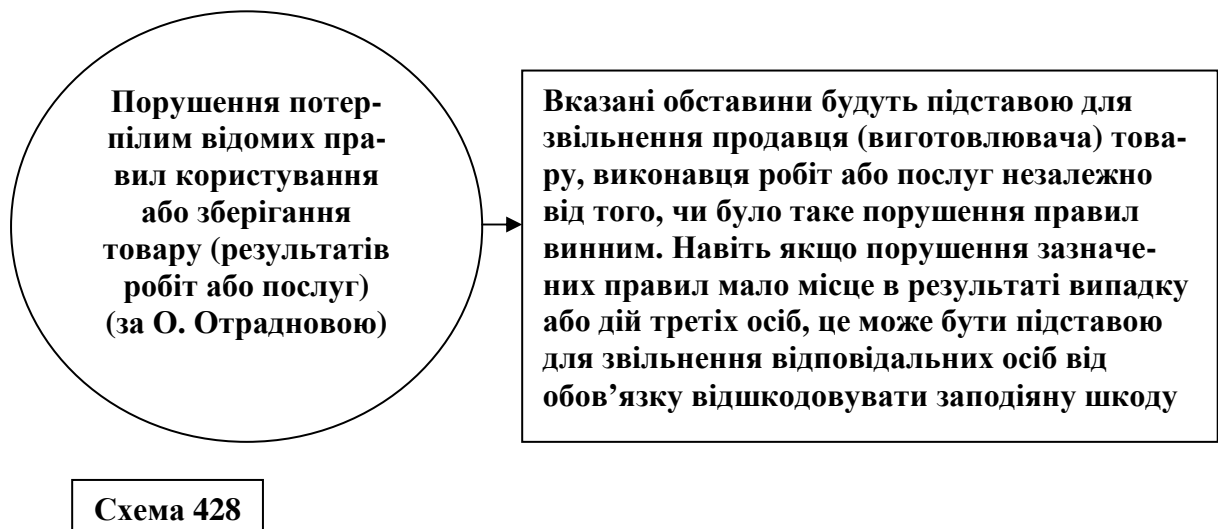 Порушення потер-
пілим відомих пра-
вил користування
або зберігання
товару (результатів
робіт або послуг)
(за О. Отрадновою)
Вказані обставини будуть підставою для
звільнення продавця (виготовлювача) това-
ру, виконавця робіт або послуг незалежно
від того, чи було таке порушення правил
винним. Навіть якщо порушення зазначе-
них правил мало місце в результаті випадку
або дій третіх осіб, це може бути підставою
для звільнення відповідальних осіб від
обов’язку відшкодовувати заподіяну шкоду
Схема 428